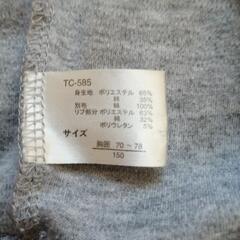 TC-585
身生地 ポリエステル 65%
綿 35%
別布 綿 100%
リブ部分 ポリエステル 63%
綿 32%
ポリウレタン 5%
サイズ
胸囲 70 ~ 78
150